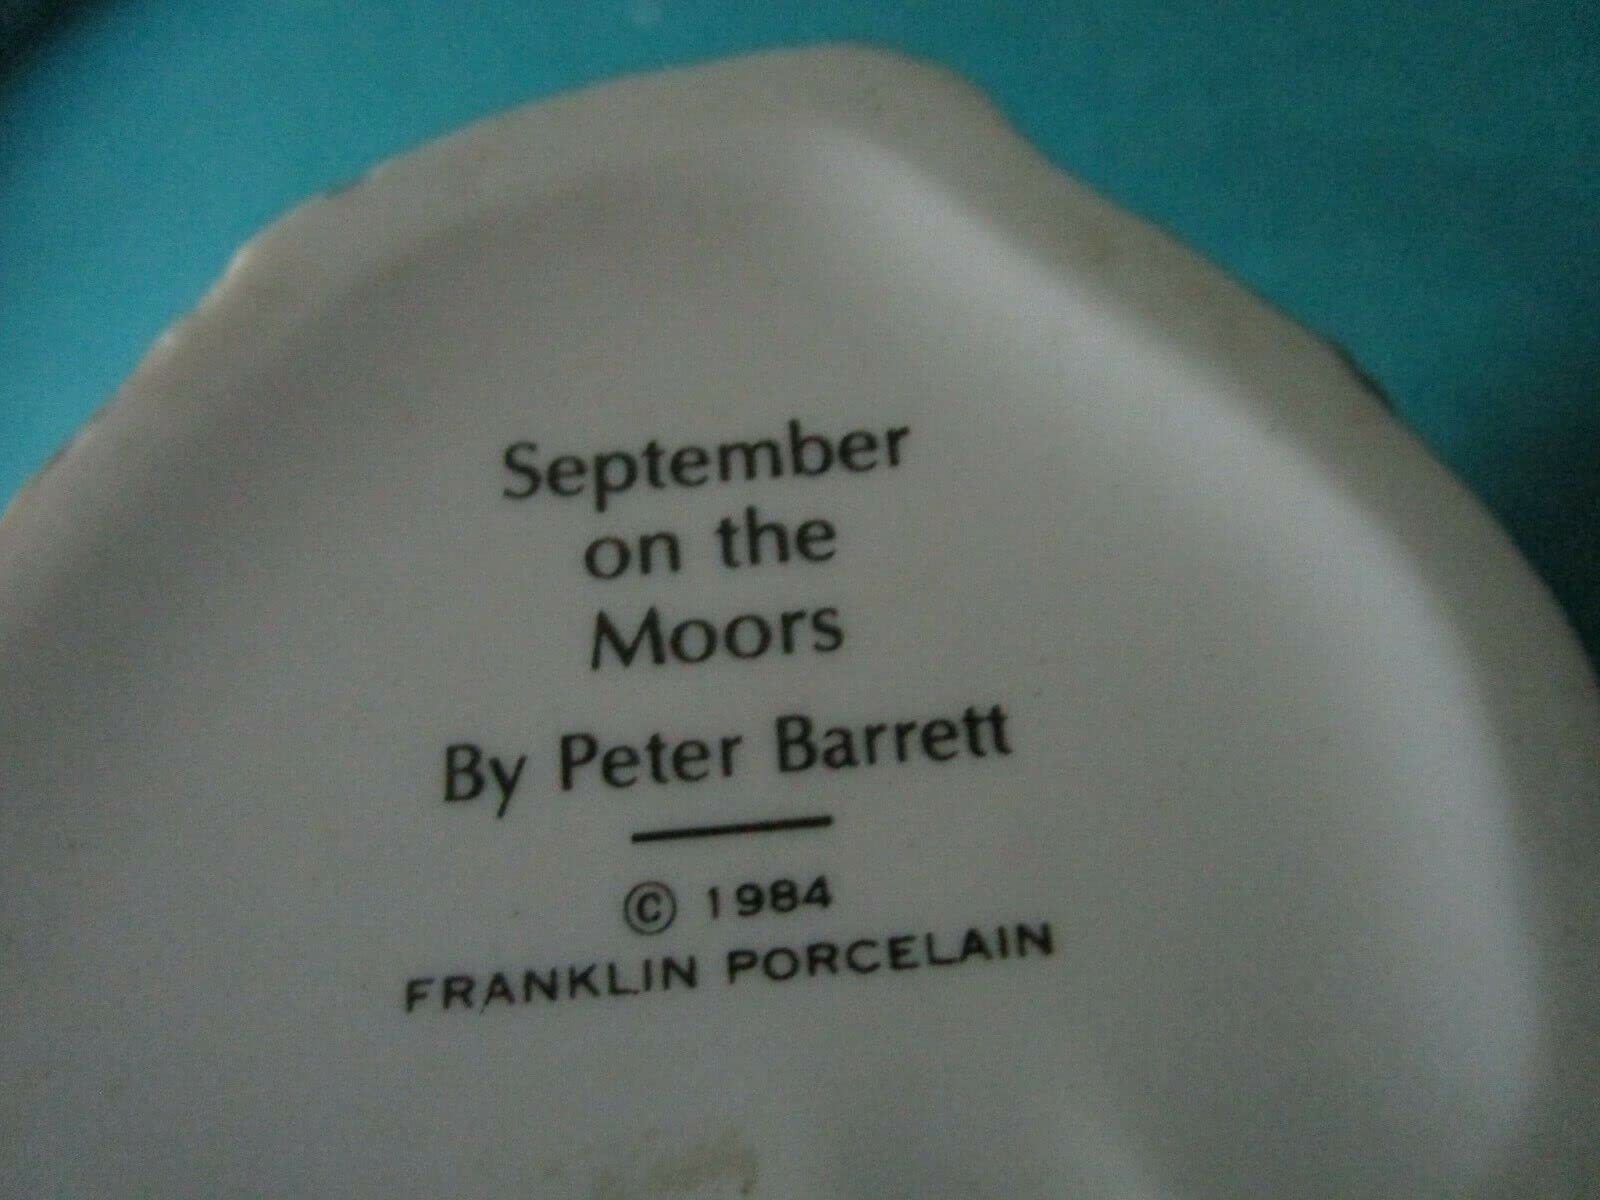 September
on the
Moors
By Peter Barrett
© 1984
FRANKLIN PORCELAIN